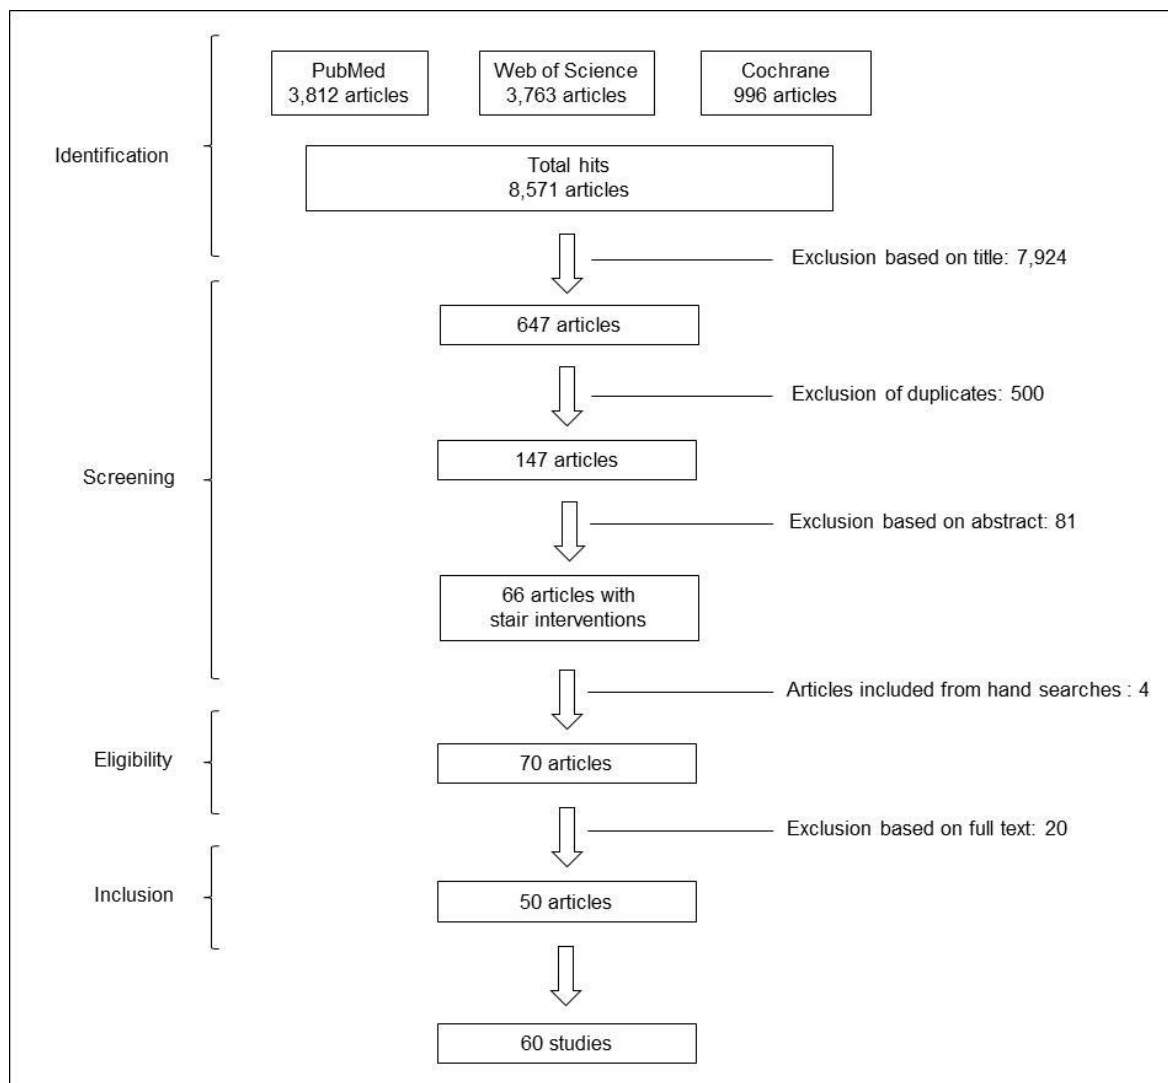 PubMed
3,812 articles
Web of Science
3,763 articles
Cochrane
996 articles
Identification
Total hits
8,571 articles
Exclusion based on title: 7,924
647 articles
Exclusion of duplicates: 500
147 articles
Screening
Exclusion based on abstract: 81
66 articles with
stair interventions
Articles included from hand searches : 4
Eligibility
70 articles
Exclusion based on full text: 20
Inclusion
50 articles
60 studies